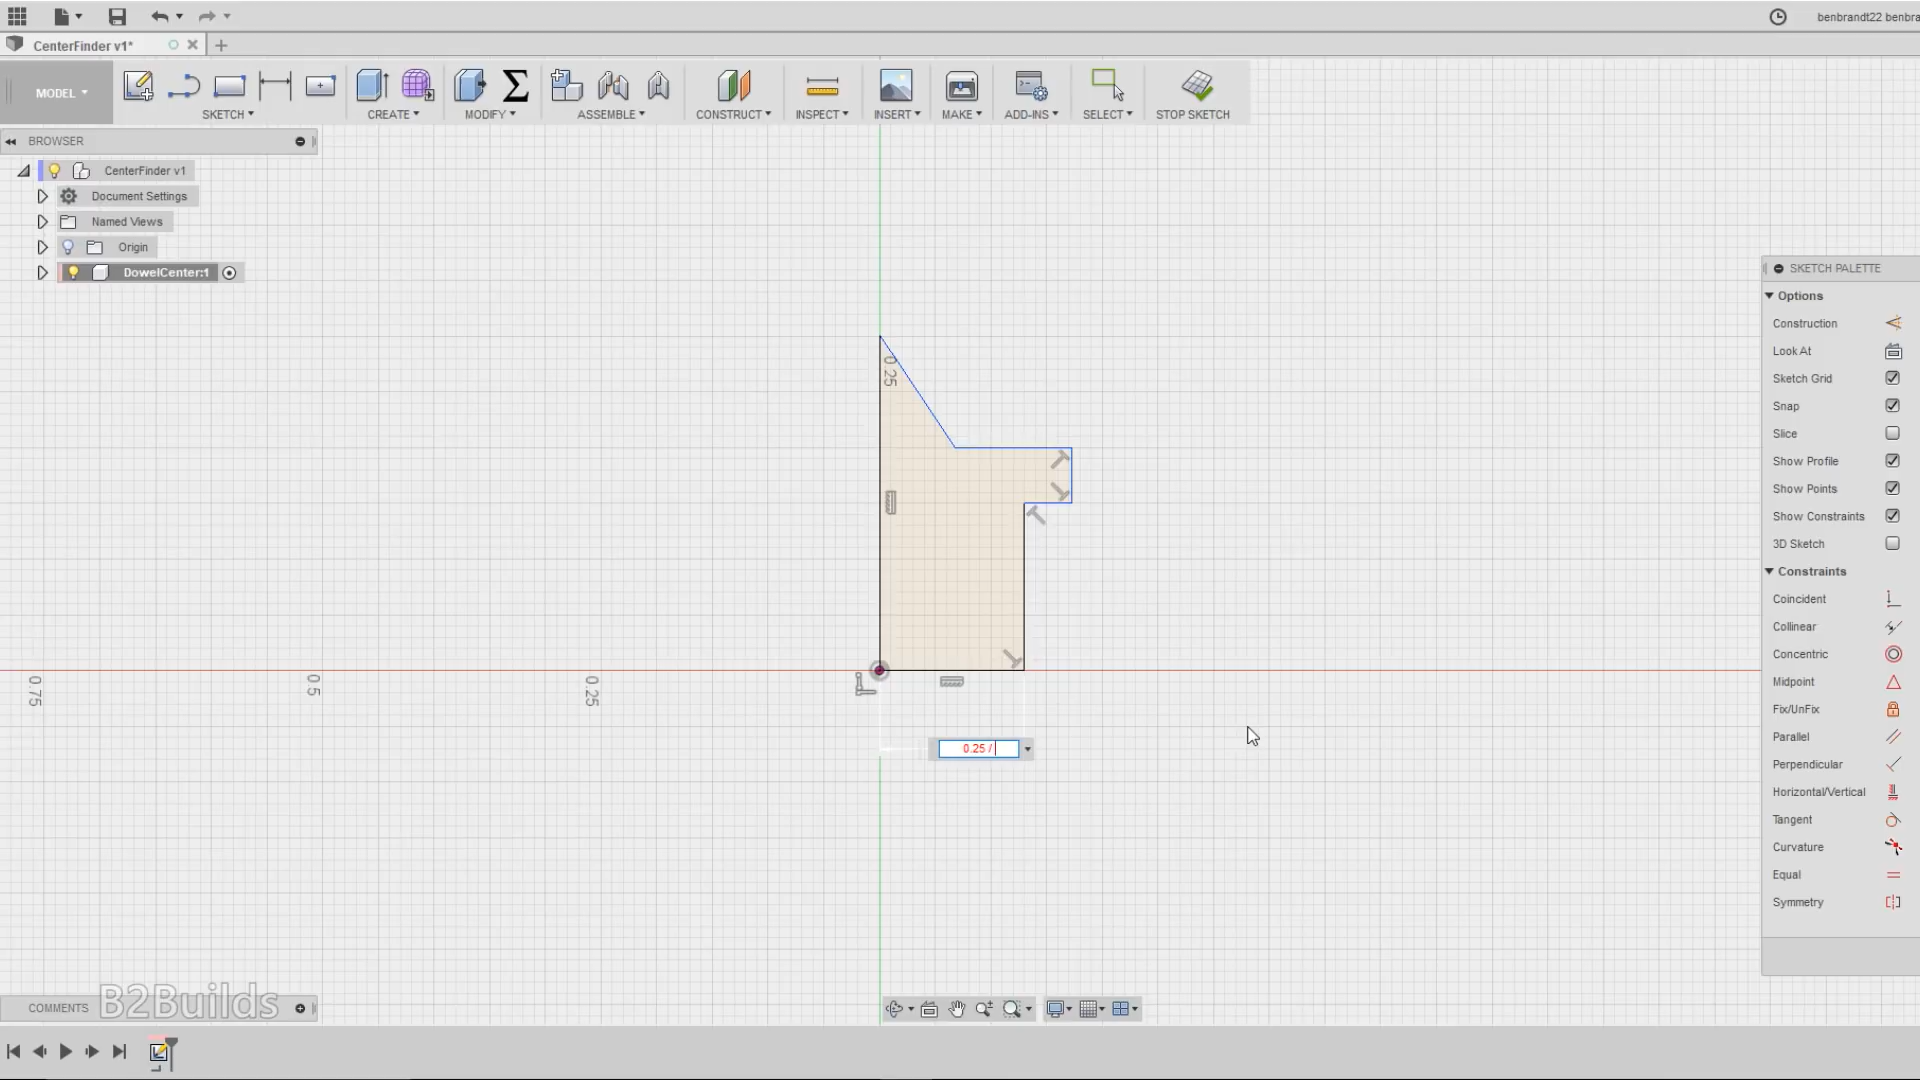 benbrandt22 benbra
CenterFinder v1*
MODEL
SKETCH
CREATE
MODIFY
ASSEMBLE
CONSTRUCT
INSPECT
INSERT
MAKE
ADD-INS
SELECT
STOP SKETCH
BROWSER
CenterFinder v1
Document Settings
Named Views
Origin
DowelCenter:1
SKETCH PALETTE
Options
Construction
Look At
Sketch Grid
Snap
Slice
Show Profile
Show Points
Show Constraints
3D Sketch
Constraints
Coincident
Collinear
Concentric
Midpoint
Fix/UnFix
Parallel
Perpendicular
Horizontal/Vertical
Tangent
Curvature
Equal
Symmetry
0.25
0.75
0.5
0.25
0.25 /
COMMENTS
B2Builds